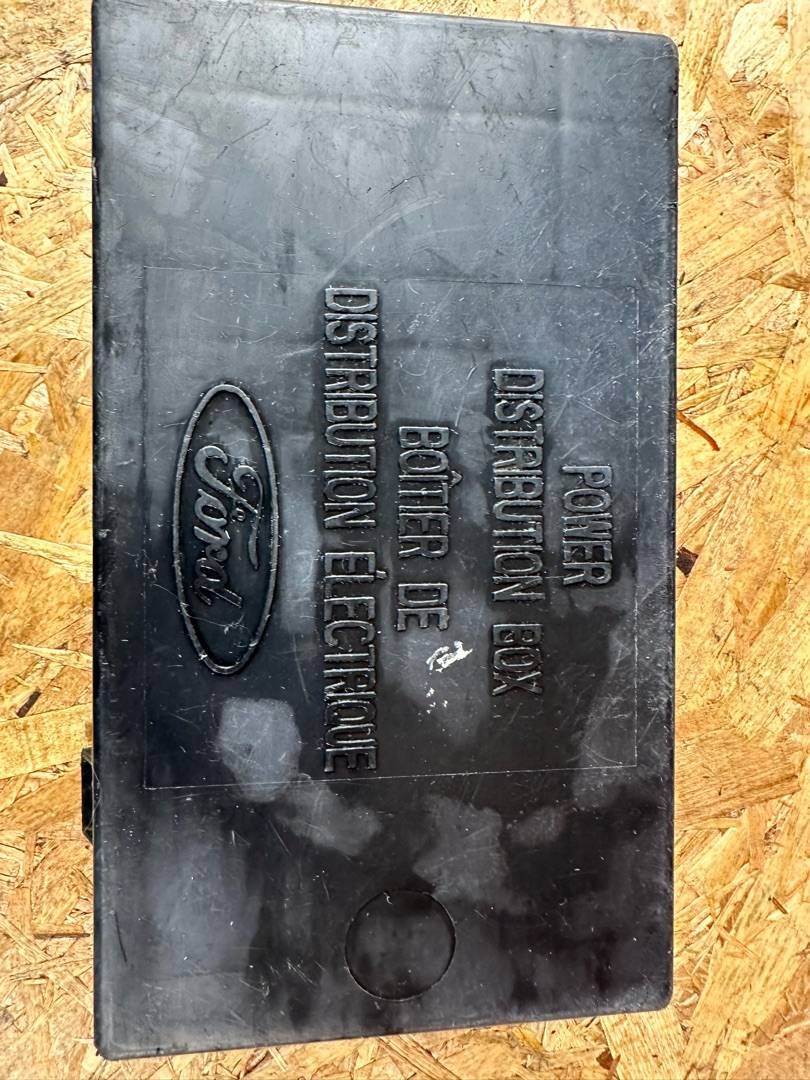 POWER
DISTRIBUTION BOX
BOÎTIER DE
DISTRIBUTION ÉLECTRIQUE
Ford